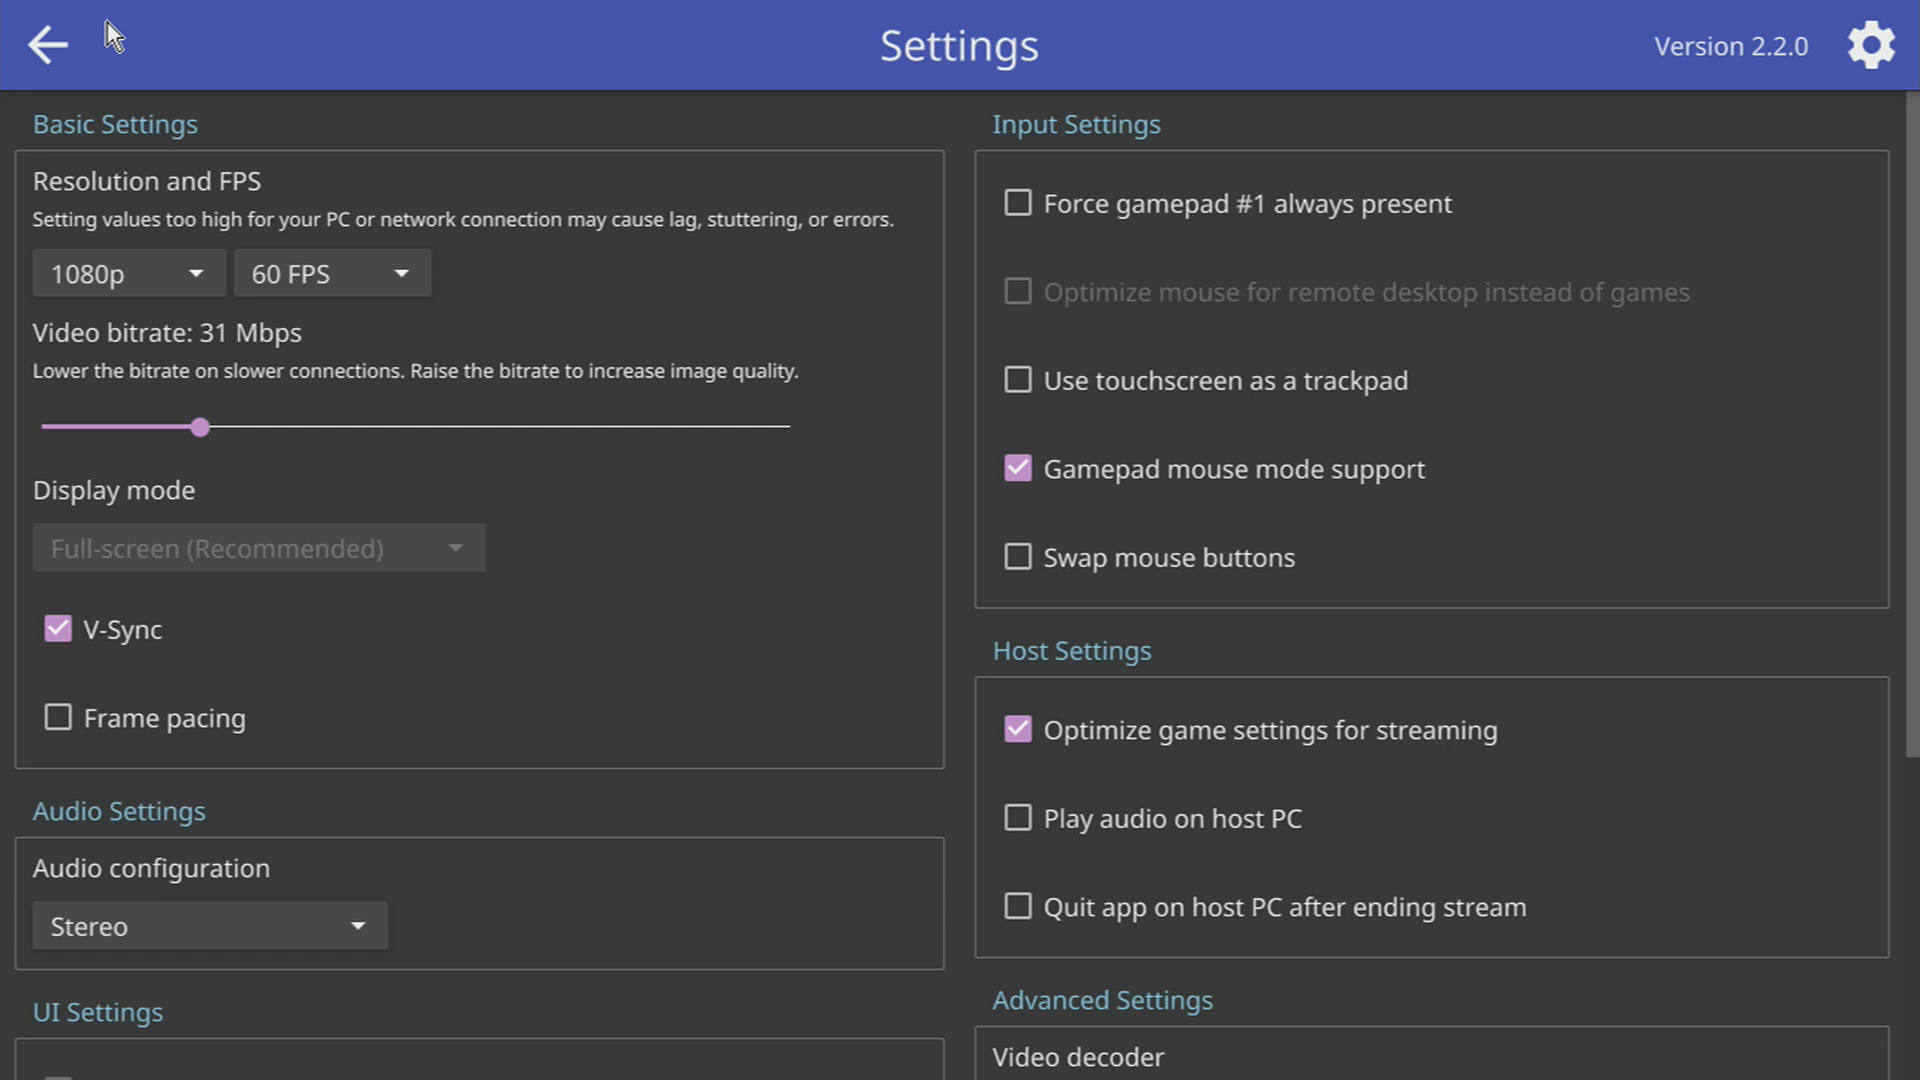 Settings
Version 2.2.0
Basic Settings
Resolution and FPS
Setting values too high for your PC or network connection may cause lag, stuttering, or errors.
1080p
60 FPS
Video bitrate: 31 Mbps
Lower the bitrate on slower connections. Raise the bitrate to increase image quality.
Display mode
Full-screen (Recommended)
V-Sync
Frame pacing
Audio Settings
Audio configuration
Stereo
UI Settings
Input Settings
Force gamepad #1 always present
Optimize mouse for remote desktop instead of games
Use touchscreen as a trackpad
Gamepad mouse mode support
Swap mouse buttons
Host Settings
Optimize game settings for streaming
Play audio on host PC
Quit app on host PC after ending stream
Advanced Settings
Video decoder